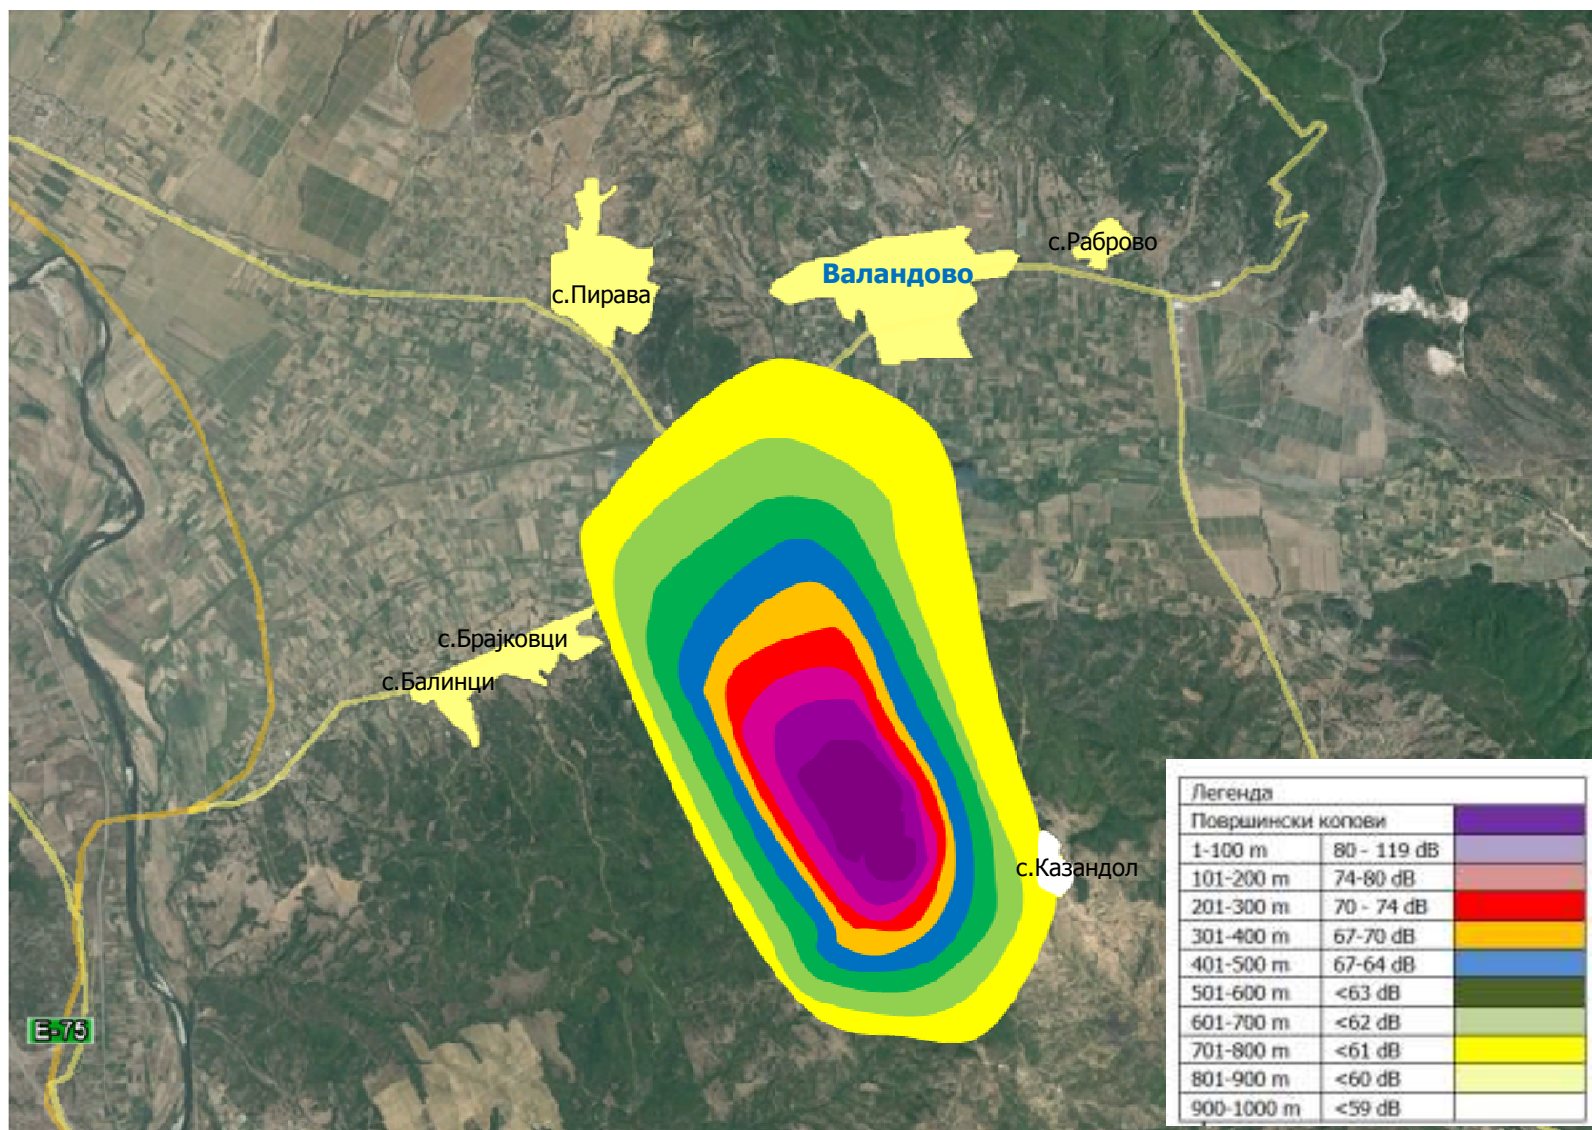 с.Раброво
Валандово
с.Пирава
с.Брајковци
с.Балинци
с.Казандол
E-75
Легенда
Површински копови
1-100 m 80 - 119 dB
101-200 m 74-80 dB
201-300 m 70 - 74 dB
301-400 m 67-70 dB
401-500 m 67-64 dB
501-600 m <63 dB
601-700 m <62 dB
701-800 m <61 dB
801-900 m <60 dB
900-1000 m <59 dB